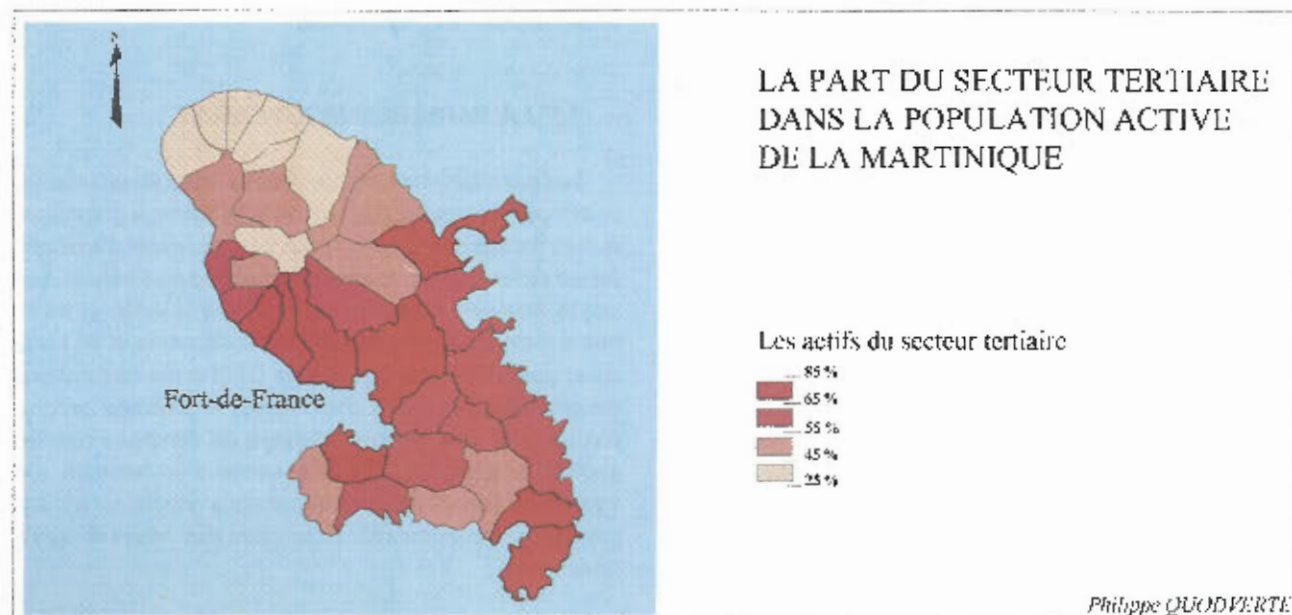 LA PART DU SECTEUR TERTIAIRE
DANS LA POPULATION ACTIVE
DE LA MARTINIQUE
Fort-de-France
Les actifs du secteur tertiaire
85 %
65 %
55 %
45 %
25 %
Philippe QUODVERTE